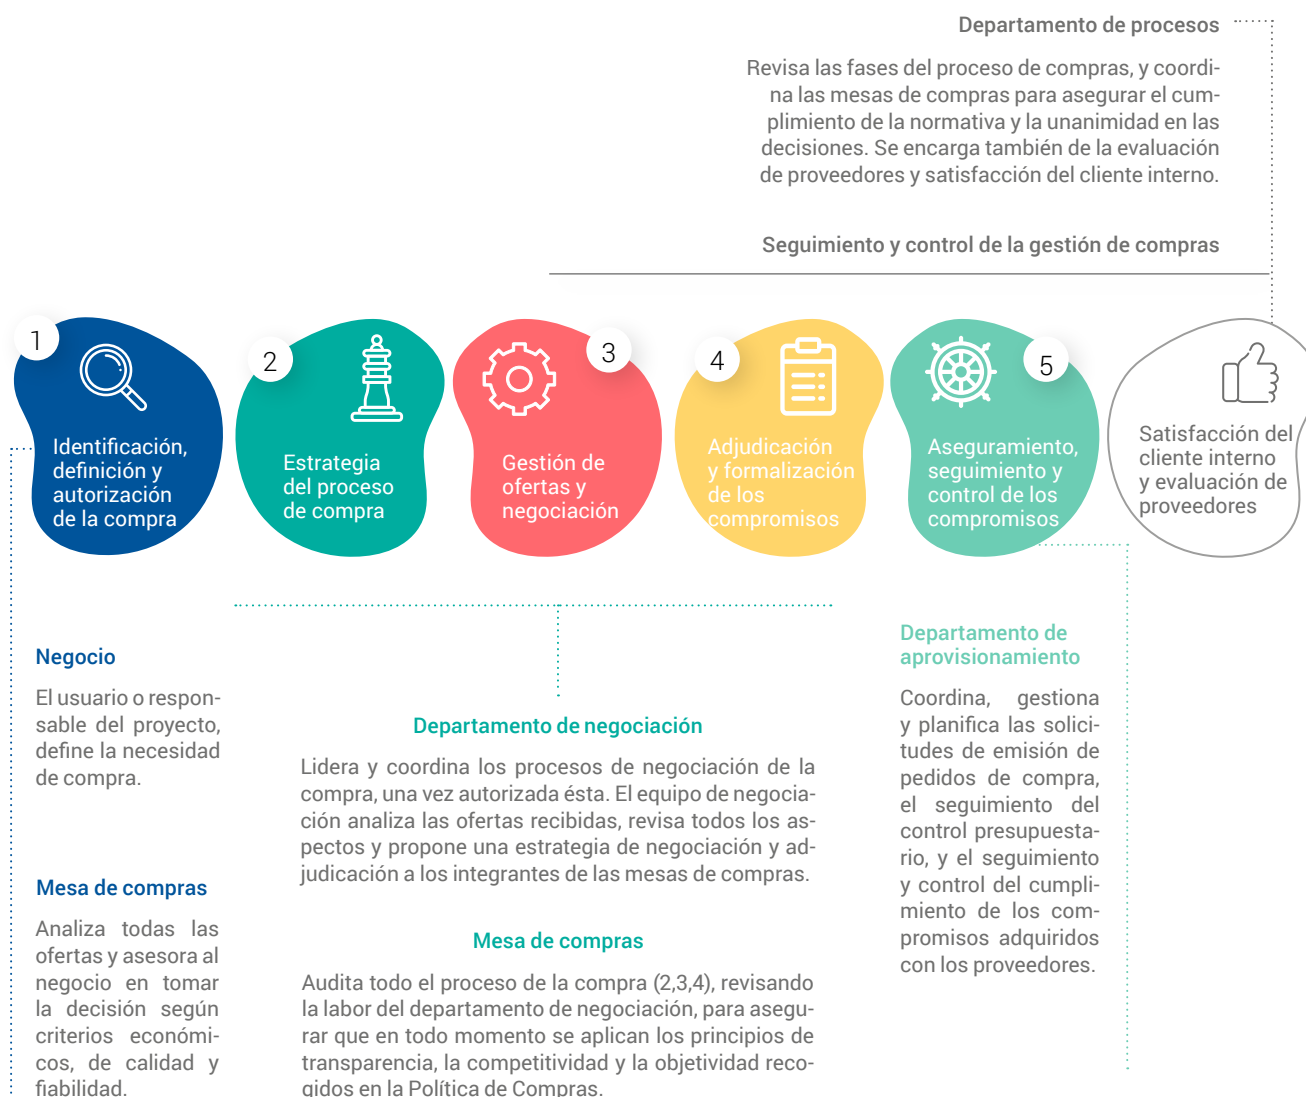 Departamento de procesos
Revisa las fases del proceso de compras, y coordi-
na las mesas de compras para asegurar el cum-
plimiento de la normativa y la unanimidad en las
decisiones. Se encarga también de la evaluación
de proveedores y satisfacción del cliente interno.
Seguimiento y control de la gestión de compras
1
Identificación,
definición y
autorización
de la compra
2
Estrategia
del proceso
de compra
3
Gestión de
ofertas y
negociación
4
Adjudicación
y formalización
de los
compromisos
5
Aseguramiento,
seguimiento y
control de los
compromisos
Satisfacción del
cliente interno
y evaluación de
proveedores
Negocio
El usuario o respon-
sable del proyecto,
define la necesidad
de compra.
Mesa de compras
Analiza todas las
ofertas y asesora al
negocio en tomar
la decisión según
criterios económi-
cos, de calidad y
fiabilidad.
Departamento de negociación
Lidera y coordina los procesos de negociación de la
compra, una vez autorizada ésta. El equipo de negocia-
ción analiza las ofertas recibidas, revisa todos los as-
pectos y propone una estrategia de negociación y ad-
judicación a los integrantes de las mesas de compras.
Mesa de compras
Audita todo el proceso de la compra (2,3,4), revisando
la labor del departamento de negociación, para asegu-
rar que en todo momento se aplican los principios de
transparencia, la competitividad y la objetividad reco-
gidos en la Política de Compras.
Departamento de
aprovisionamiento
Coordina, gestiona
y planifica las solici-
tudes de emisión de
pedidos de compra,
el seguimiento del
control presupuesta-
rio, y el seguimiento
y control del cumpli-
miento de los com-
promisos adquiridos
con los proveedores.